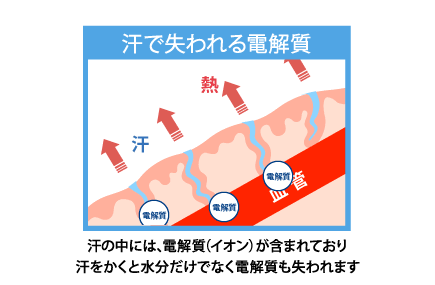 汗で失われる電解質
熱
汗
電解質
血管
電解質
電解質
汗の中には、電解質(イオン)が含まれており
汗をかくと水分だけでなく電解質も失われます